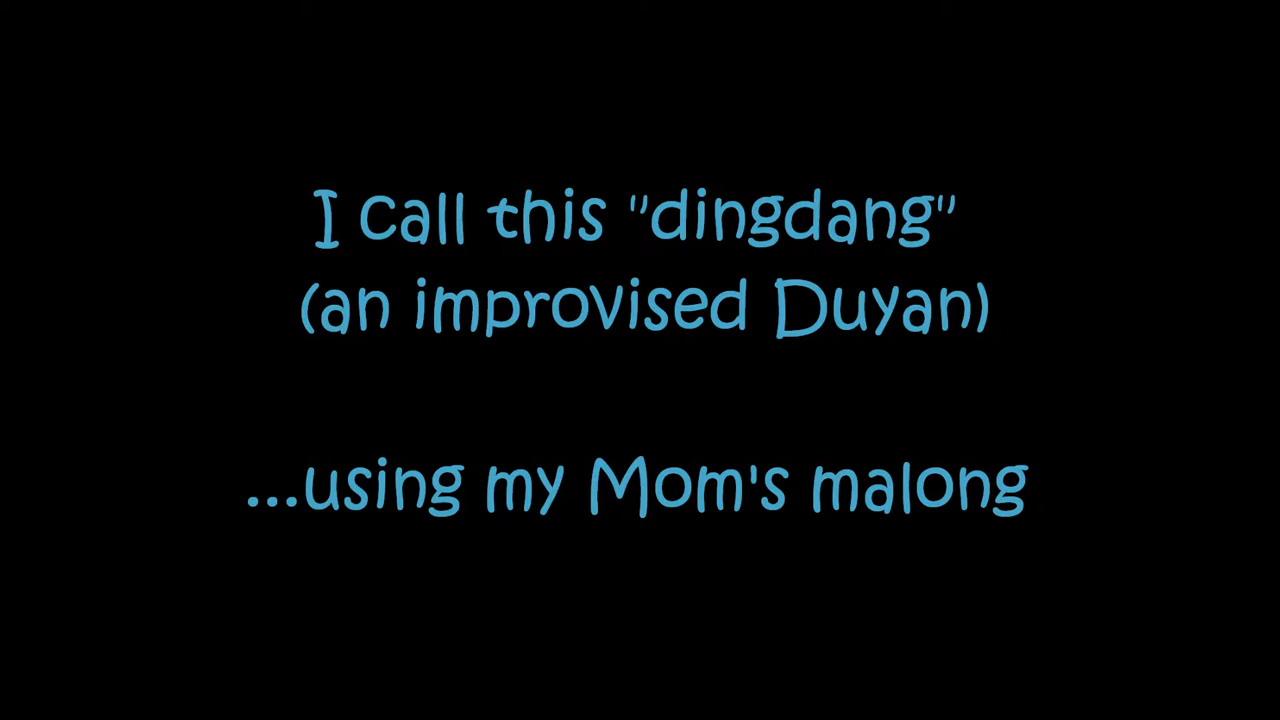 I call this "dingdang"
(an improvised Duyan)
...using my Mom's malong